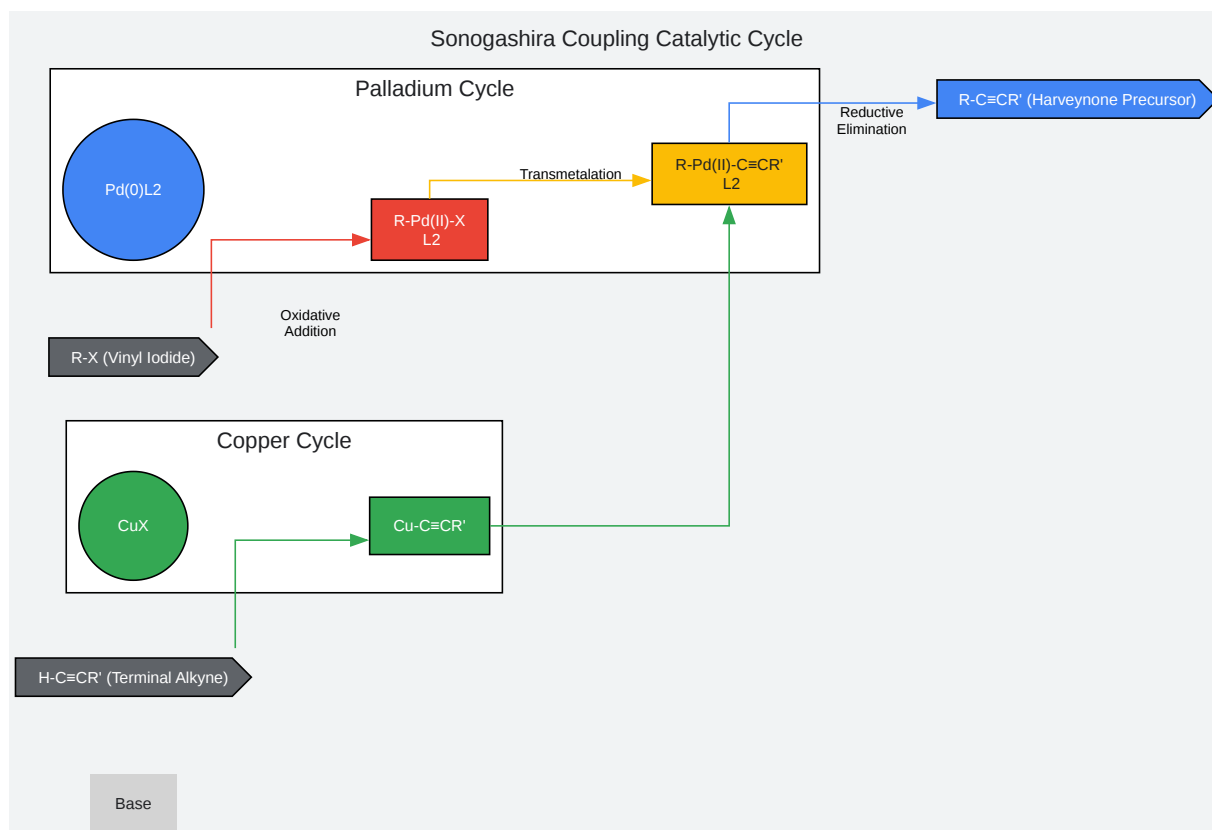 Sonogashira Coupling Catalytic Cycle
Palladium Cycle
Pd(0)L2
R-Pd(II)-X
L2
Transmetalation
R-Pd(II)-C≡CR'
L2
Reductive
Elimination
R-C≡CR' (Harveynone Precursor)
Oxidative
Addition
R-X (Vinyl Iodide)
Copper Cycle
CuX
Cu-C≡CR'
H-C≡CR' (Terminal Alkyne)
Base